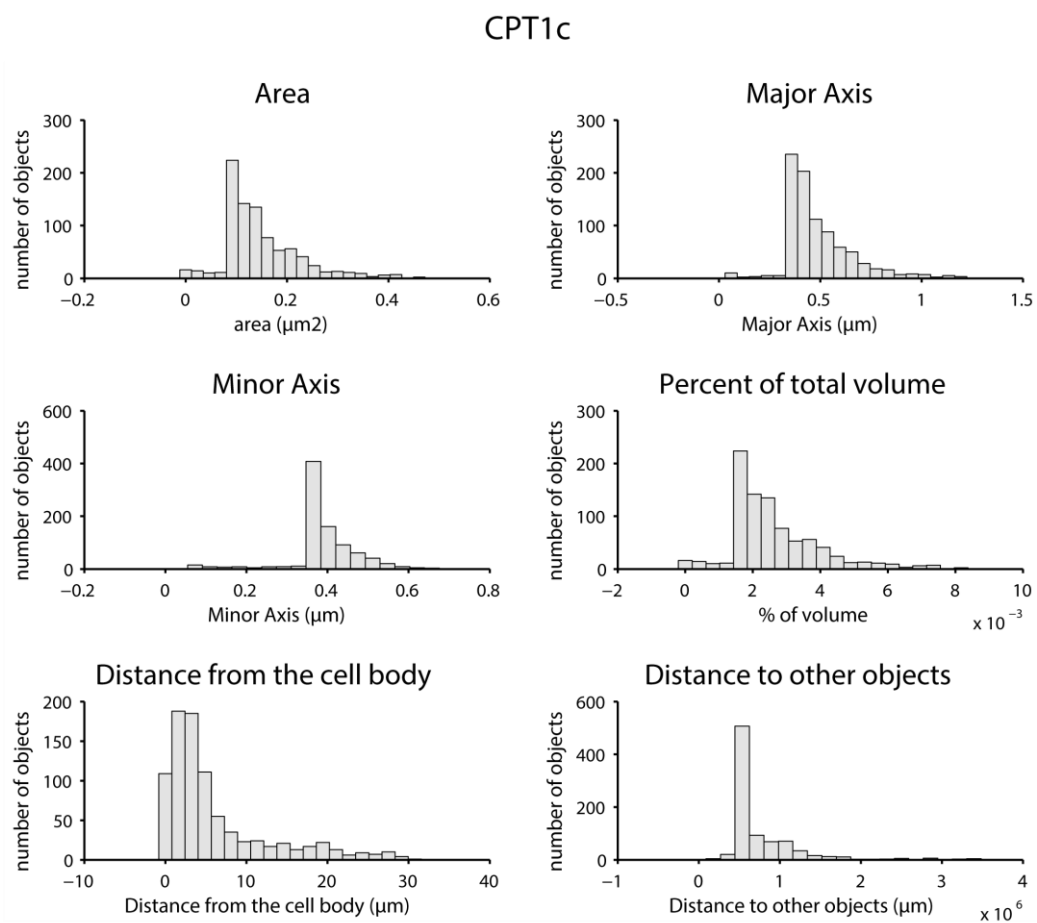 CPT1c
Area
number of objects
300
200
100
0
−0.2 0 0.2 0.4 0.6
area (μm2)
Major Axis
number of objects
300
200
100
0
−0.5 0 0.5 1 1.5
Major Axis (μm)
Minor Axis
number of objects
600
400
200
0
−0.2 0 0.2 0.4 0.6 0.8
Minor Axis (μm)
Percent of total volume
number of objects
300
200
100
0
−2 0 2 4 6 8 10
% of volume
x 10⁻³
Distance from the cell body
number of objects
200
150
100
50
0
−10 0 10 20 30 40
Distance from the cell body (μm)
Distance to other objects
number of objects
600
400
200
0
−1 0 1 2 3 4
Distance to other objects (μm)
x 10⁶